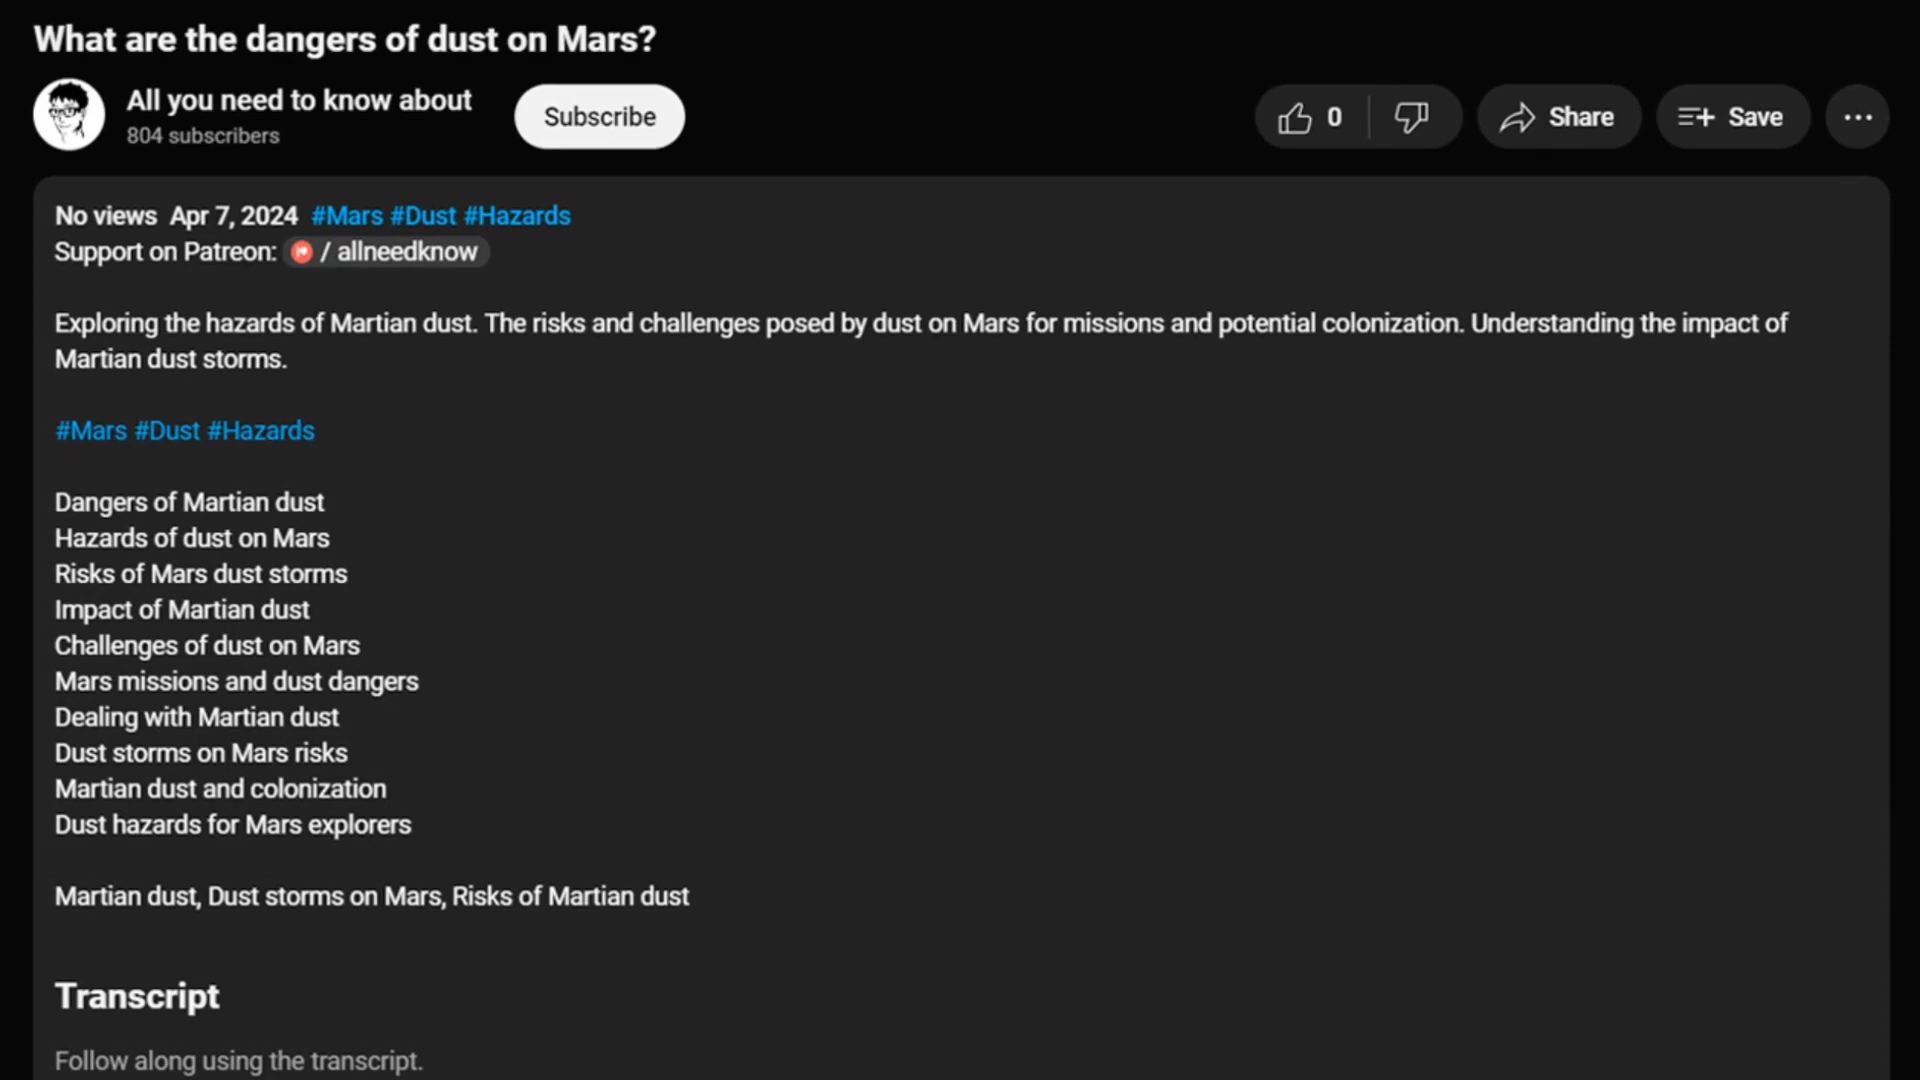 What are the dangers of dust on Mars?
All you need to know about
804 subscribers
Subscribe
0
Share
Save
No views Apr 7, 2024 #Mars #Dust #Hazards
Support on Patreon: / allneedknow
Exploring the hazards of Martian dust. The risks and challenges posed by dust on Mars for missions and potential colonization. Understanding the impact of
Martian dust storms.
#Mars #Dust #Hazards
Dangers of Martian dust
Hazards of dust on Mars
Risks of Mars dust storms
Impact of Martian dust
Challenges of dust on Mars
Mars missions and dust dangers
Dealing with Martian dust
Dust storms on Mars risks
Martian dust and colonization
Dust hazards for Mars explorers
Martian dust, Dust storms on Mars, Risks of Martian dust
Transcript
Follow along using the transcript.